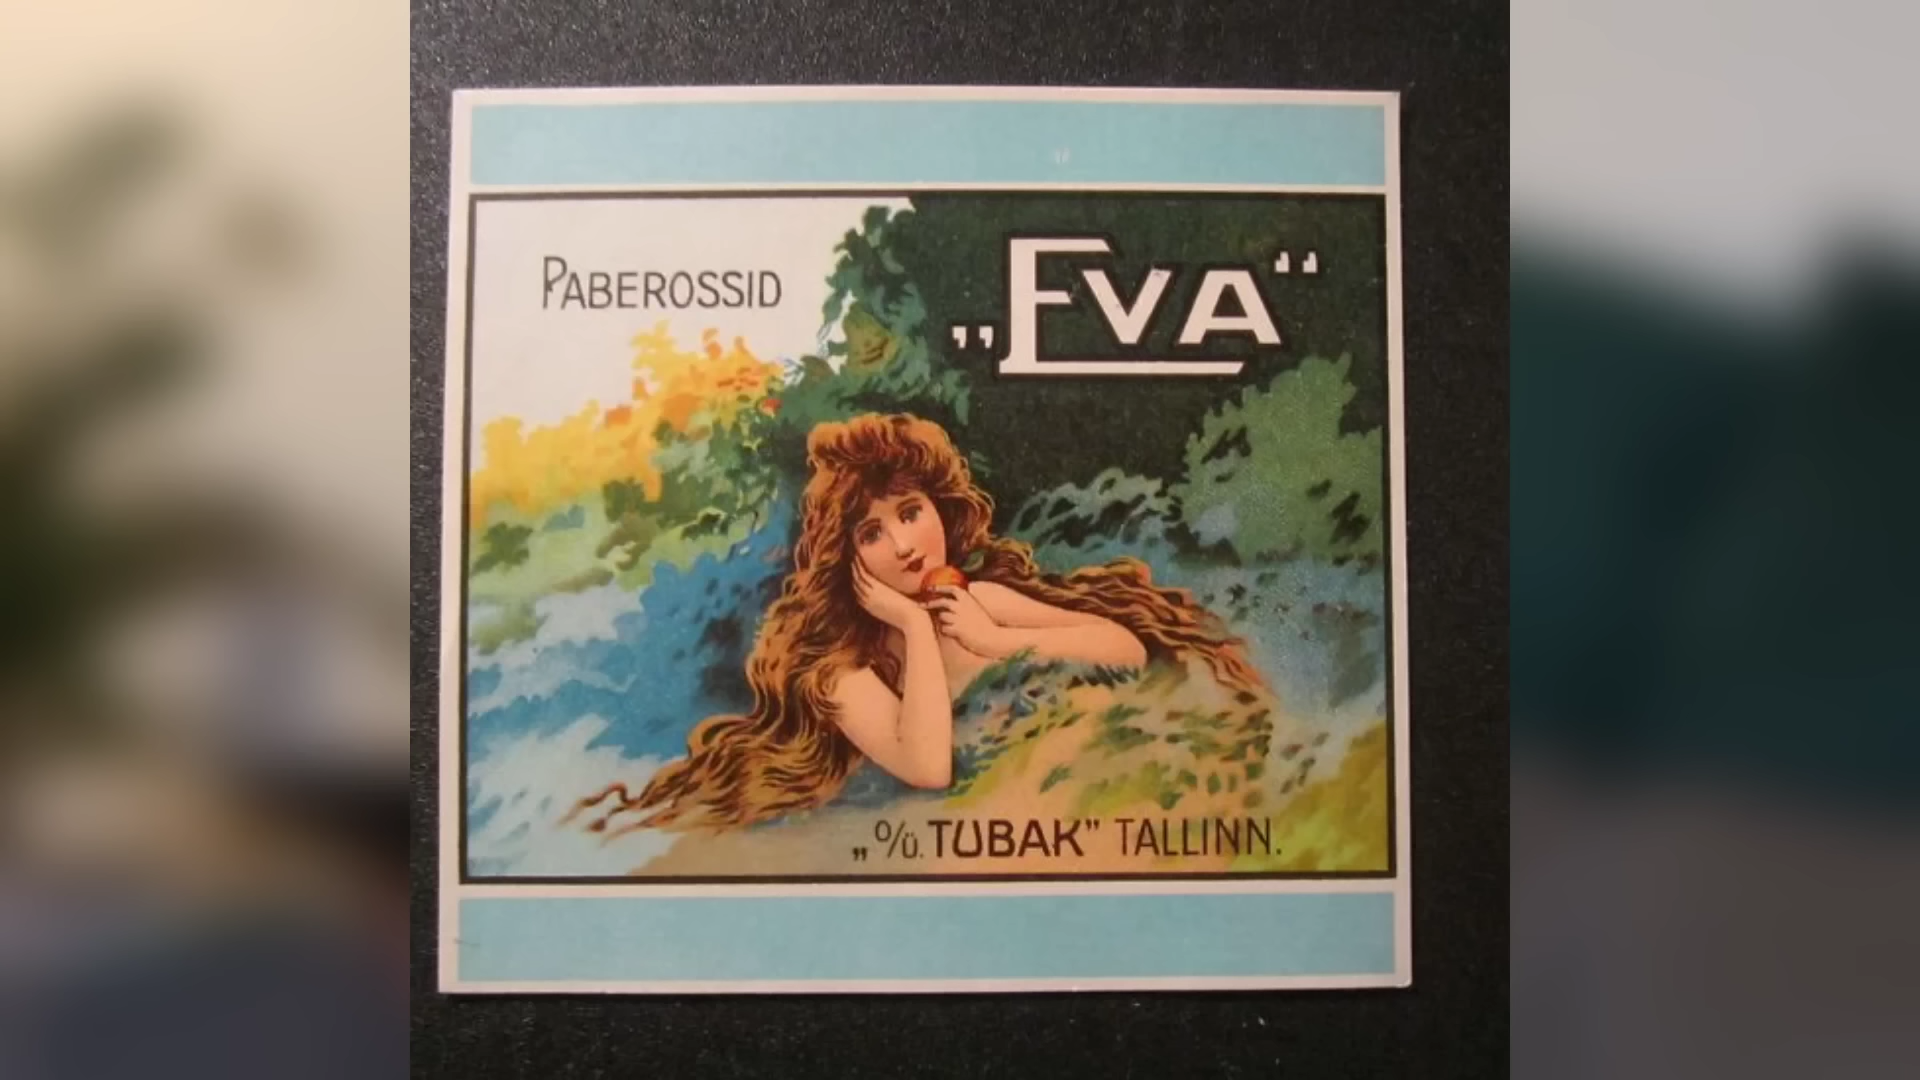 PABEROSSID
„EVA“
„O/Ü. TUBAK” TALLINN.